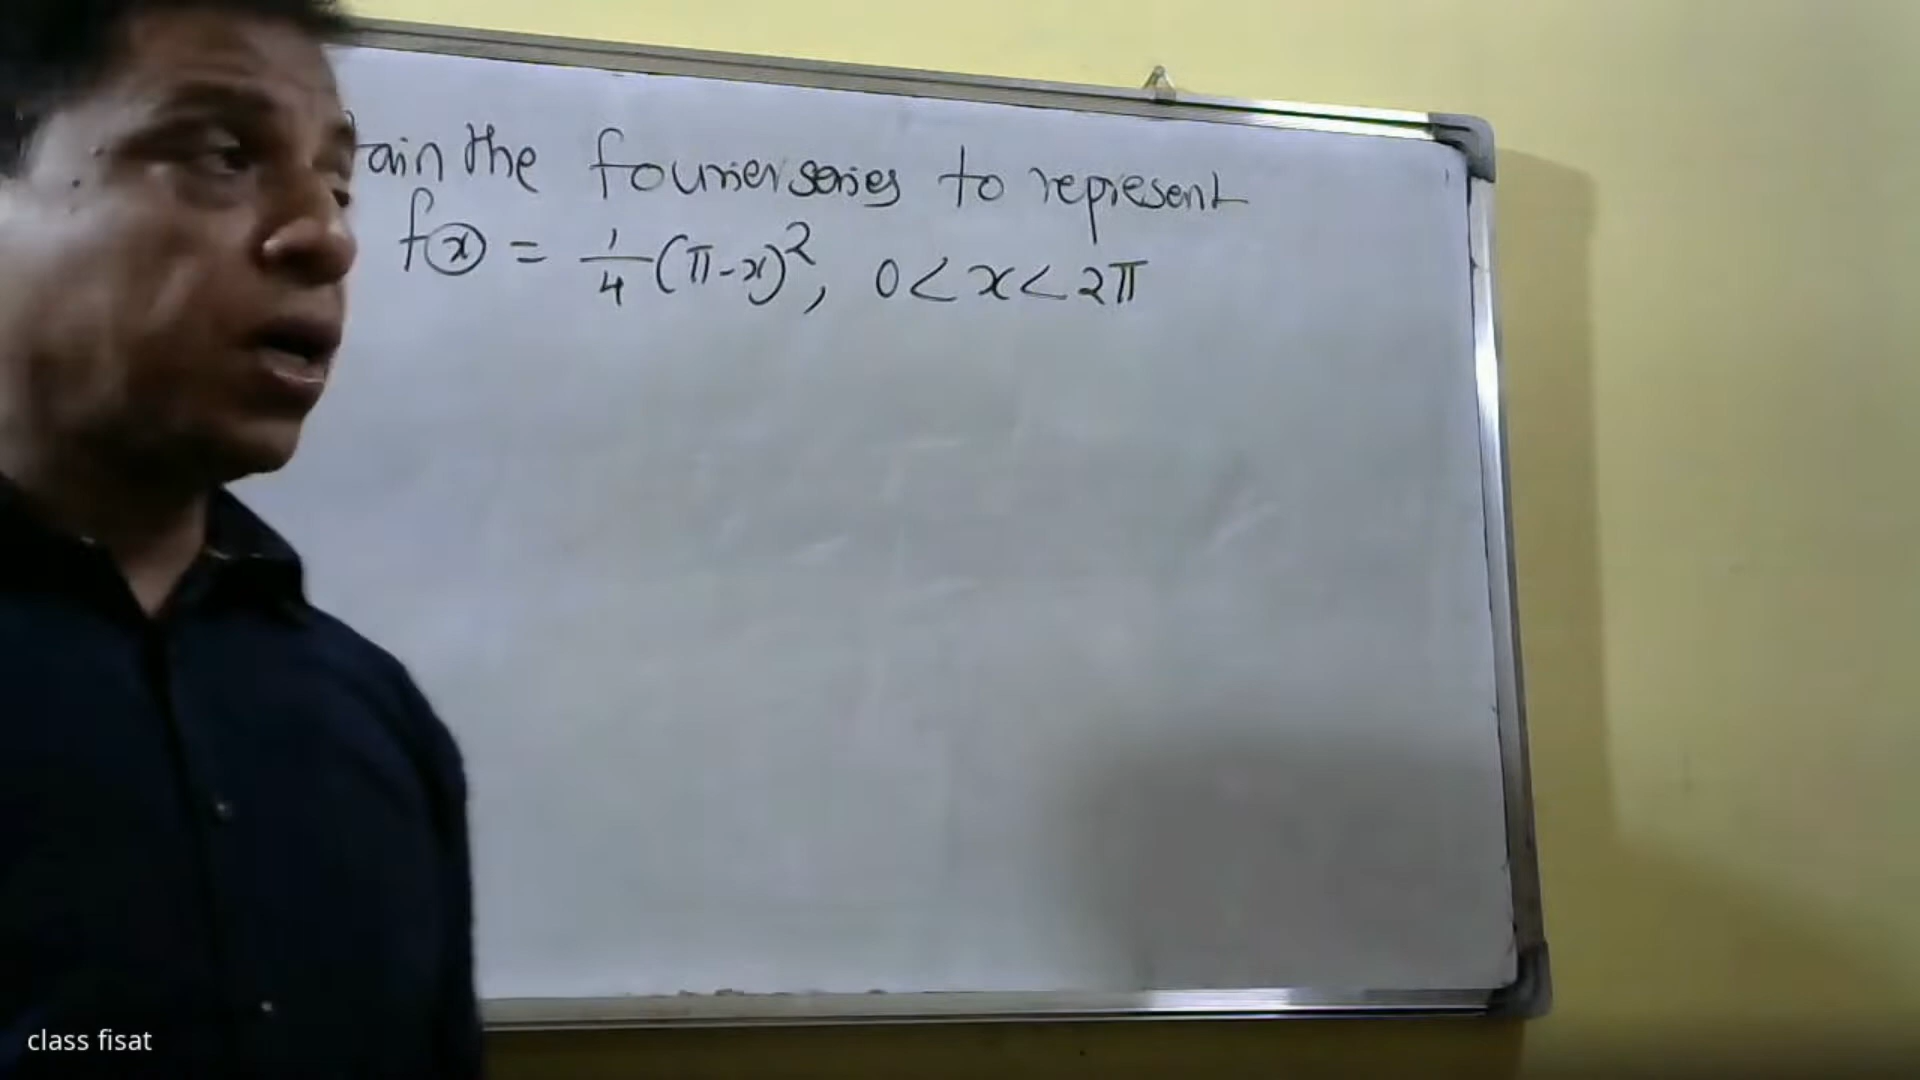 tain the fourier series to represent
f(x) = 1/4 (π-x)², 0<x<2π
class fisat